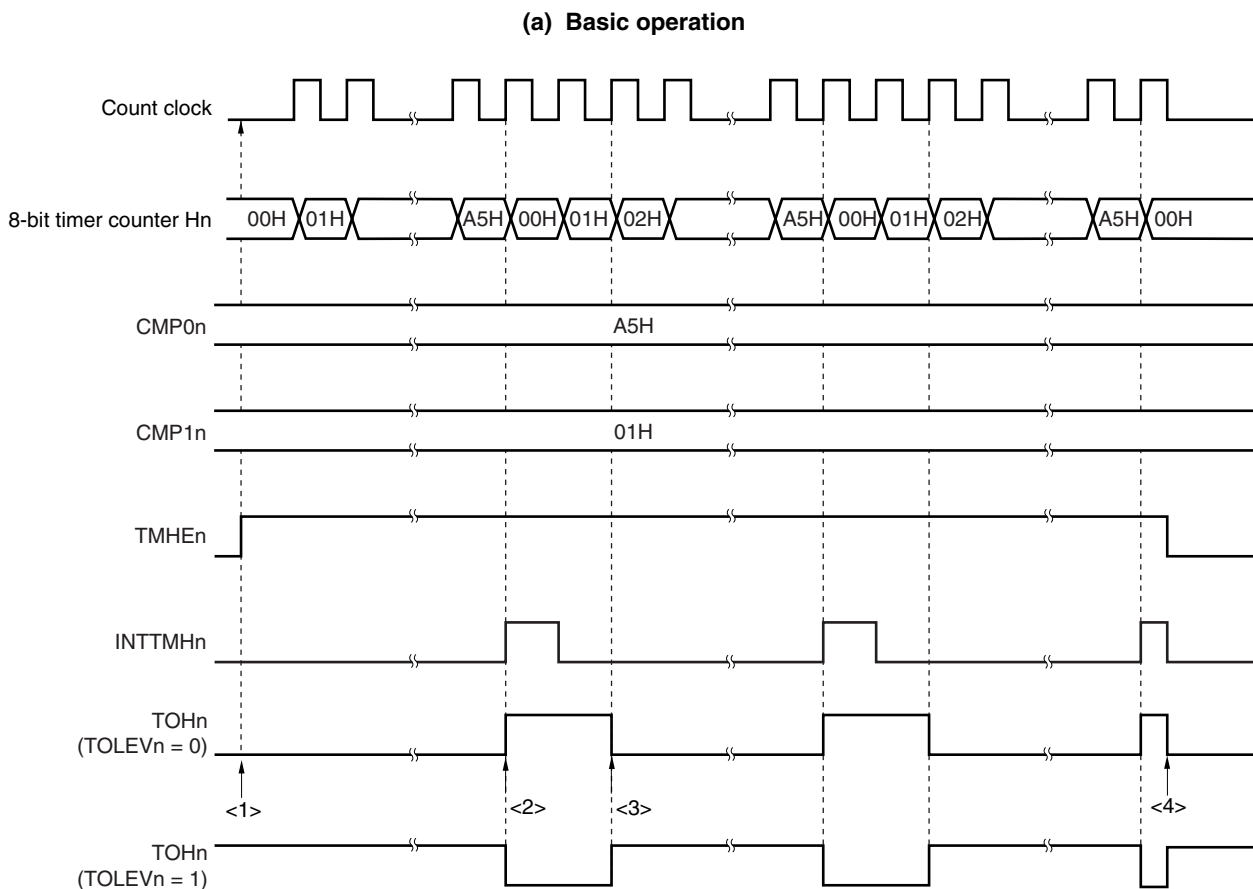 (a) Basic operation
Count clock
8-bit timer counter Hn 00H 01H A5H 00H 01H 02H A5H 00H 01H 02H A5H 00H
CMP0n A5H
CMP1n 01H
TMHEn
INTTMHn
TOHn
(TOLEVn = 0)
<1> <2> <3> <4>
TOHn
(TOLEVn = 1)